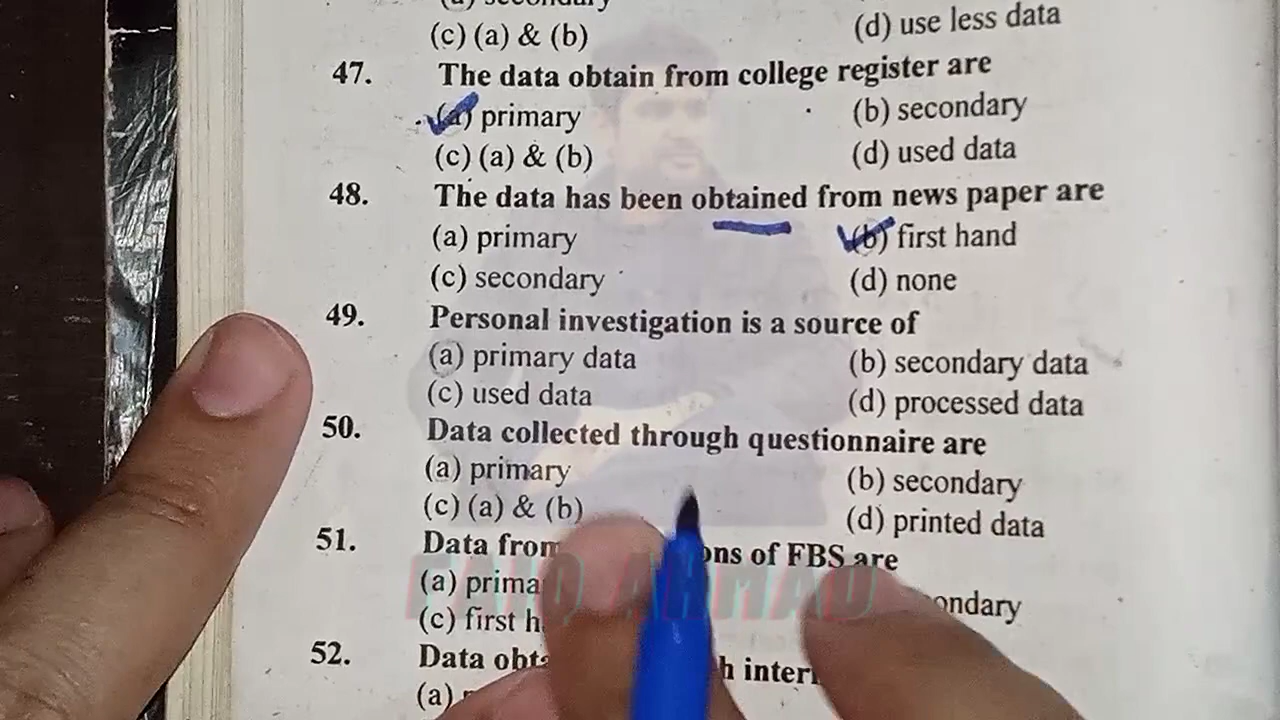 (c) (a) & (b) (d) use less data
47. The data obtain from college register are
(a) primary (b) secondary
(c) (a) & (b) (d) used data
48. The data has been obtained from news paper are
(a) primary (b) first hand
(c) secondary (d) none
49. Personal investigation is a source of
(a) primary data (b) secondary data
(c) used data (d) processed data
50. Data collected through questionnaire are
(a) primary (b) secondary
(c) (a) & (b) (d) printed data
51. Data of FBS are
(a)
(c) first
52. Data
(a)
FAIQ AHMAD